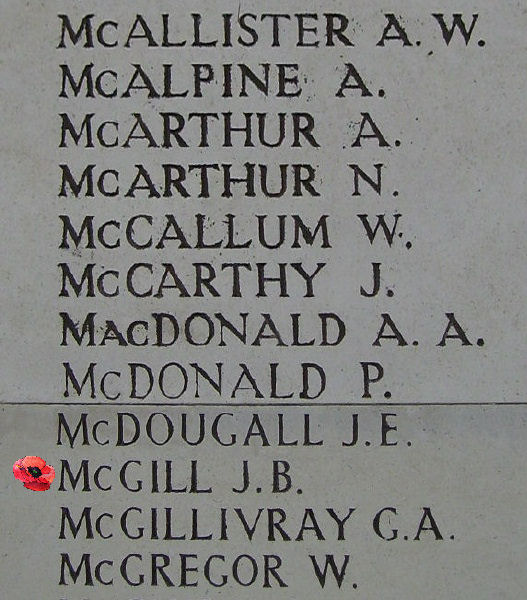 McALLISTER A. W.
McALPINE A.
McARTHUR A.
McARTHUR N.
McCALLUM W.
McCARTHY J.
MacDONALD A. A.
McDONALD P.
McDOUGALL J.E.
McGILL J.B.
McGILLIVRAY G.A.
McGREGOR W.